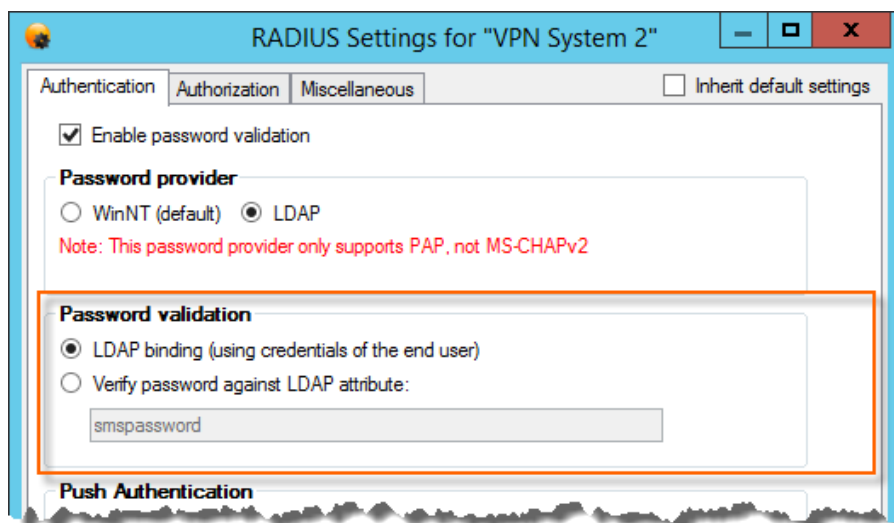 RADIUS Settings for "VPN System 2"
Authentication Authorization Miscellaneous Inherit default settings
Enable password validation
Password provider
WinNT (default) LDAP
Note: This password provider only supports PAP, not MS-CHAPv2
Password validation
LDAP binding (using credentials of the end user)
Verify password against LDAP attribute:
smspassword
Push Authentication